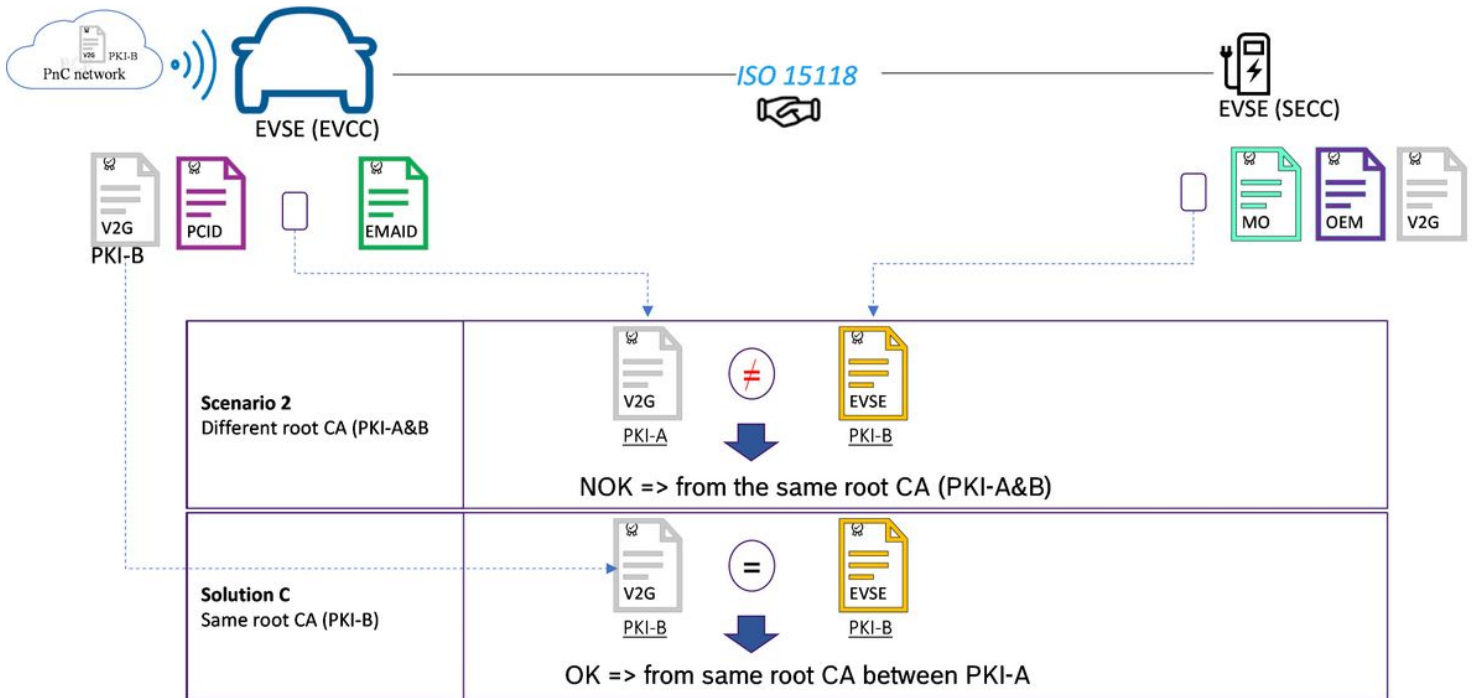 V2G PKI-B
PnC network
ISO 15118
EVSE (EVCC)
EVSE (SECC)
V2G
PCID
EMAID
MO
OEM
V2G
PKI-B
Scenario 2
Different root CA (PKI-A&B
V2G
≠
EVSE
PKI-A
PKI-B
NOK => from the same root CA (PKI-A&B)
Solution C
Same root CA (PKI-B)
V2G
=
EVSE
PKI-B
PKI-B
OK => from same root CA between PKI-A